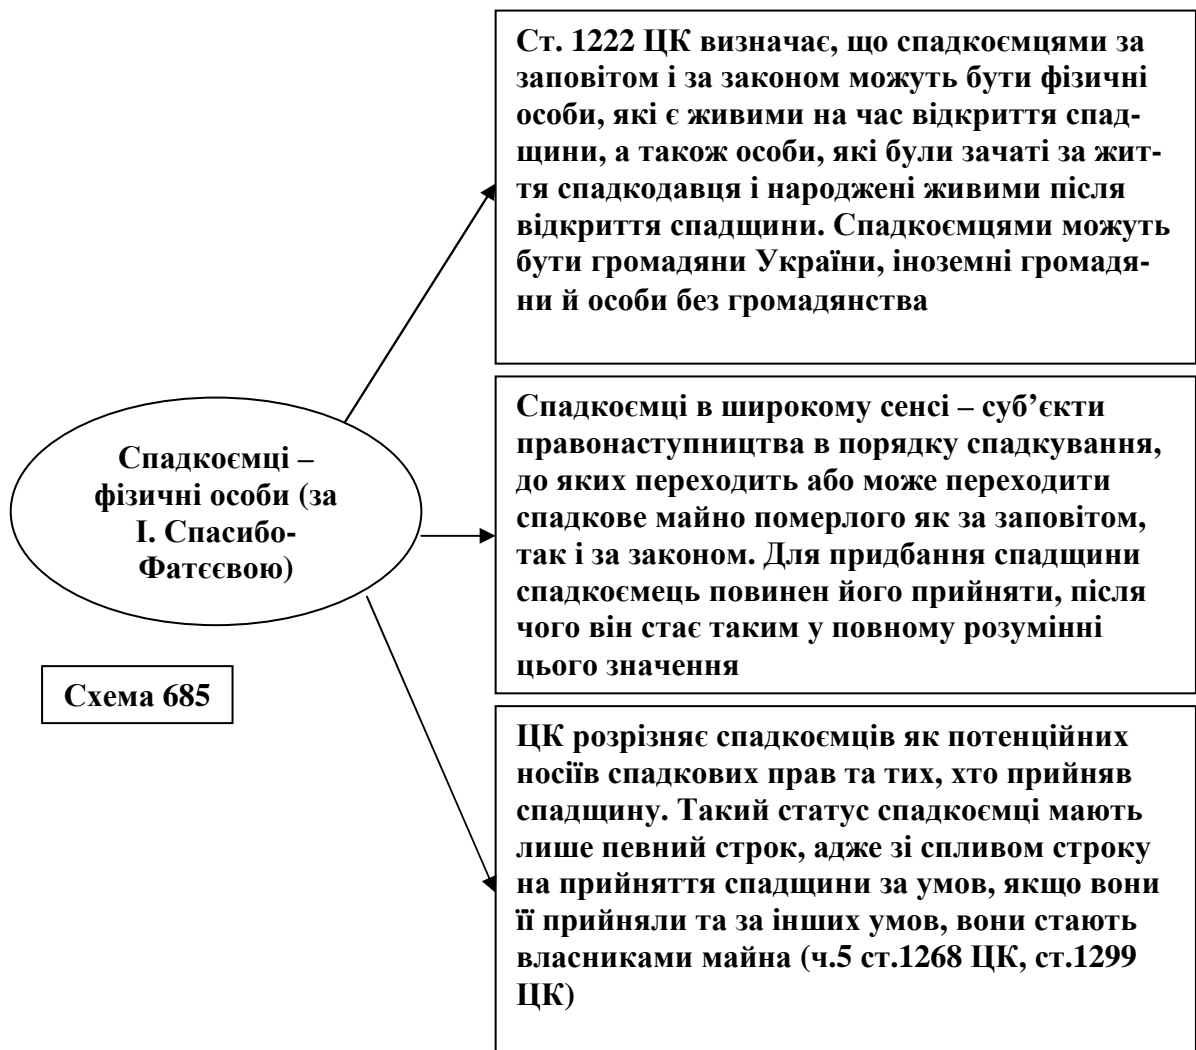 Ст. 1222 ЦК визначає, що спадкоємцями за
заповітом і за законом можуть бути фізичні
особи, які є живими на час відкриття спад-
щини, а також особи, які були зачаті за жит-
тя спадкодавця і народжені живими після
відкриття спадщини. Спадкоємцями можуть
бути громадяни України, іноземні громадя-
ни й особи без громадянства
Спадкоємці –
фізичні особи (за
І. Спасибо-
Фатєєвою)
Схема 685
Спадкоємці в широкому сенсі – суб’єкти
правонаступництва в порядку спадкування,
до яких переходить або може переходити
спадкове майно померлого як за заповітом,
так і за законом. Для придбання спадщини
спадкоємець повинен його прийняти, після
чого він стає таким у повному розумінні
цього значення
ЦК розрізняє спадкоємців як потенційних
носіїв спадкових прав та тих, хто прийняв
спадщину. Такий статус спадкоємці мають
лише певний строк, адже зі спливом строку
на прийняття спадщини за умов, якщо вони
її прийняли та за інших умов, вони стають
власниками майна (ч.5 ст.1268 ЦК, ст.1299
ЦК)